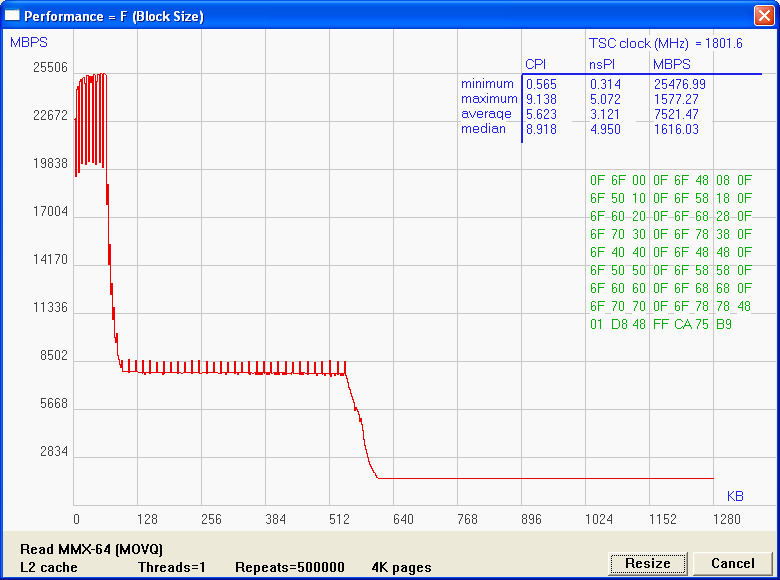 Performance = F (Block Size)
MBPS
TSC clock (MHz) = 1801.6
CPI nsPI MBPS
minimum 0.565 0.314 25476.99
maximum 9.138 5.072 1577.27
average 5.623 3.121 7521.47
median 8.918 4.950 1616.03
25506
22672
19838
17004
14170
11336
8502
5668
2834
0F 6F 00 0F 6F 48 08 0F
6F 50 10 0F 6F 58 18 0F
6F 60 20 0F 6F 68 28 0F
6F 70 30 0F 6F 78 38 0F
6F 40 40 0F 6F 48 48 0F
6F 50 50 0F 6F 58 58 0F
6F 60 60 0F 6F 68 68 0F
6F 70 70 0F 6F 78 78 48
01 D8 48 FF CA 75 B9
KB
0 128 256 384 512 640 768 896 1024 1152 1280
Read MMX-64 (MOVQ)
L2 cache Threads=1 Repeats=500000 4K pages
Resize Cancel